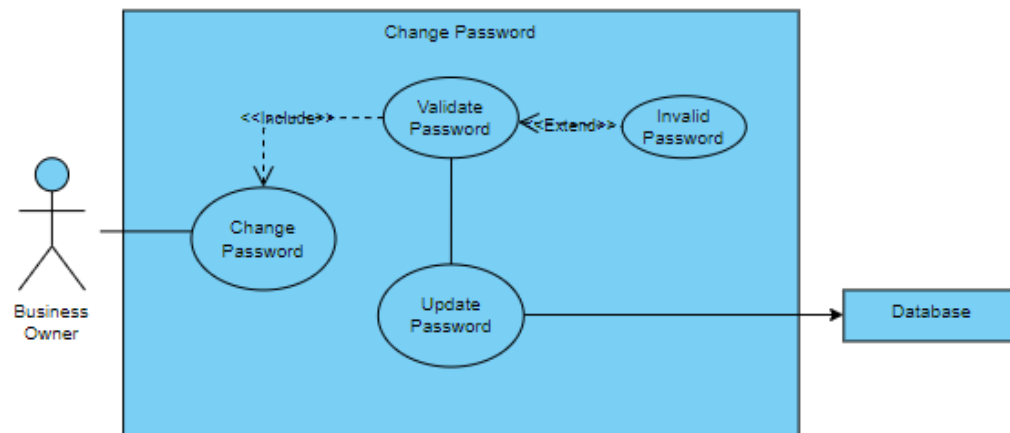 Change Password
Validate
Password
<<Include>>
<<Extend>>
Invalid
Password
Change
Password
Business
Owner
Update
Password
Database